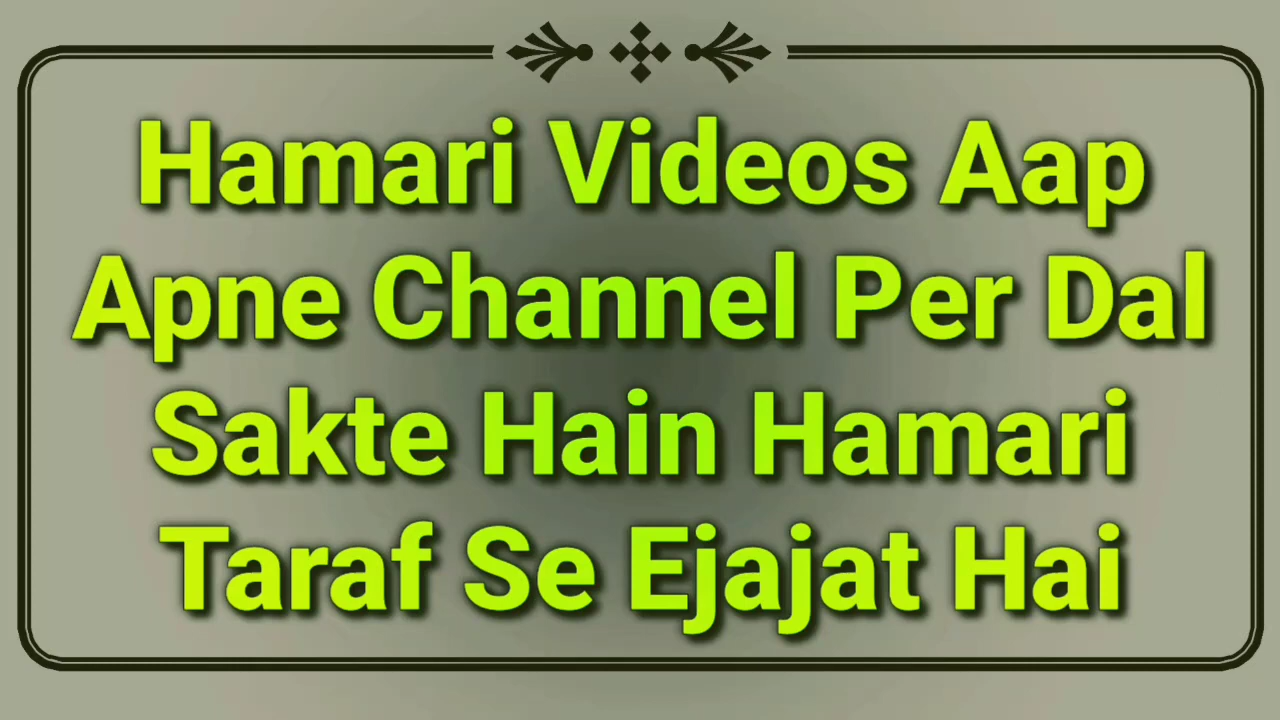 Hamari Videos Aap
Apne Channel Per Dal
Sakte Hain Hamari
Taraf Se Ejajat Hai